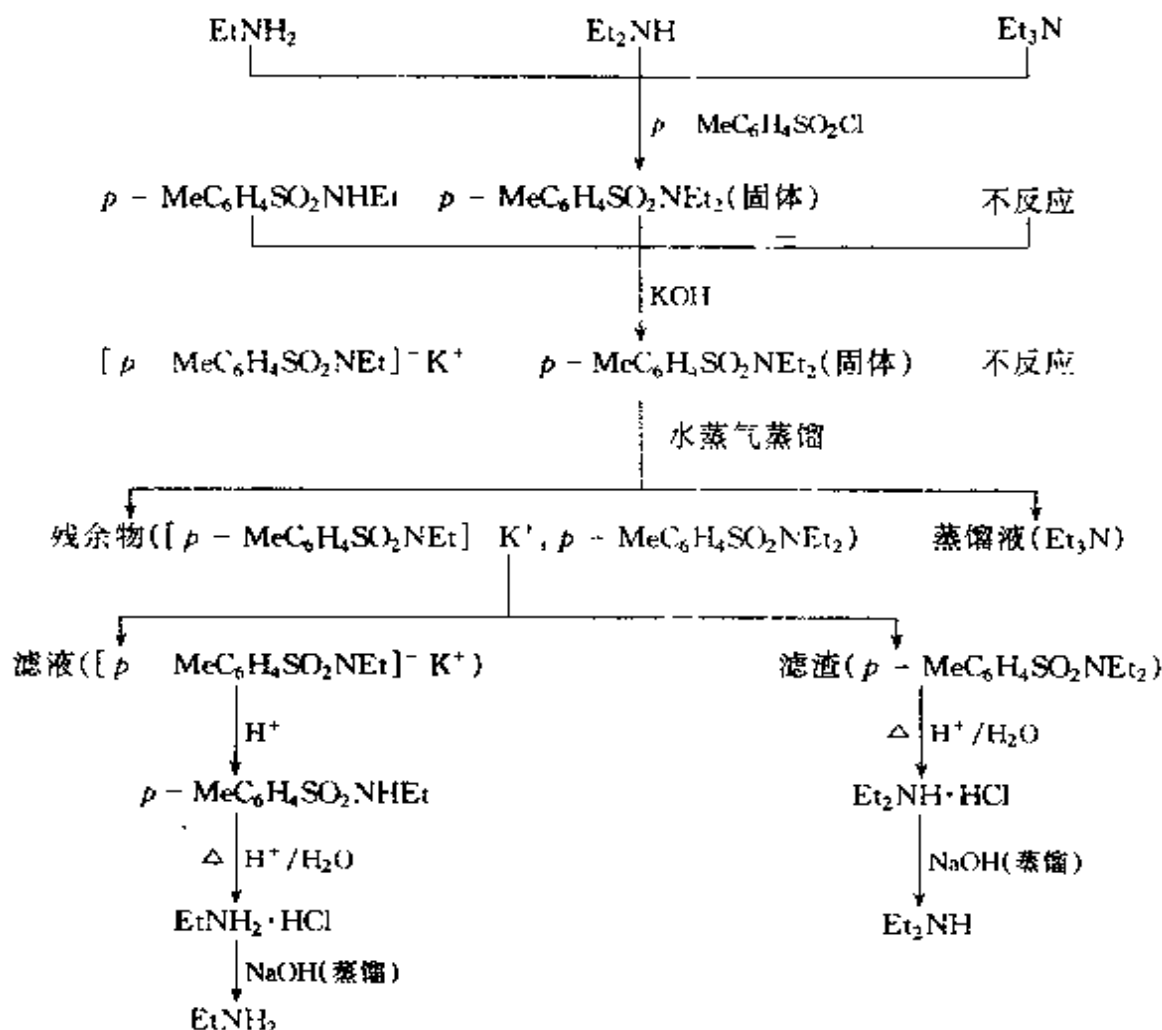 EtNH₂ Et₂NH Et₃N
p MeC₆H₄SO₂Cl
p - MeC₆H₄SO₂NHEt p - MeC₆H₄SO₂NEt₂(固体) 不反应
KOH
[p MeC₆H₄SO₂NEt]⁻K⁺ p - MeC₆H₄SO₂NEt₂(固体) 不反应
水蒸气蒸馏
残余物([p - MeC₆H₄SO₂NEt] K⁺,p - MeC₆H₄SO₂NEt₂) 蒸馏液(Et₃N)
滤液([p MeC₆H₄SO₂NEt]⁻K⁺) 滤渣(p - MeC₆H₄SO₂NEt₂)
H⁺ △ H⁺/H₂O
p - MeC₆H₄SO₂NHEt Et₂NH·HCl
△ H⁺/H₂O NaOH(蒸馏)
EtNH₂·HCl Et₂NH
NaOH(蒸馏)
EtNH₂